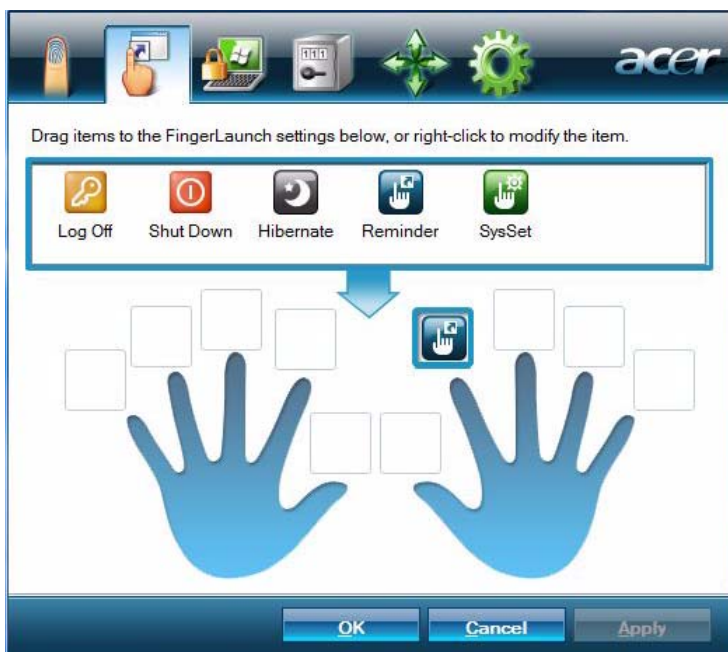 acer
Drag items to the FingerLaunch settings below, or right-click to modify the item.
Log Off Shut Down Hibernate Reminder SysSet
OK Cancel Apply